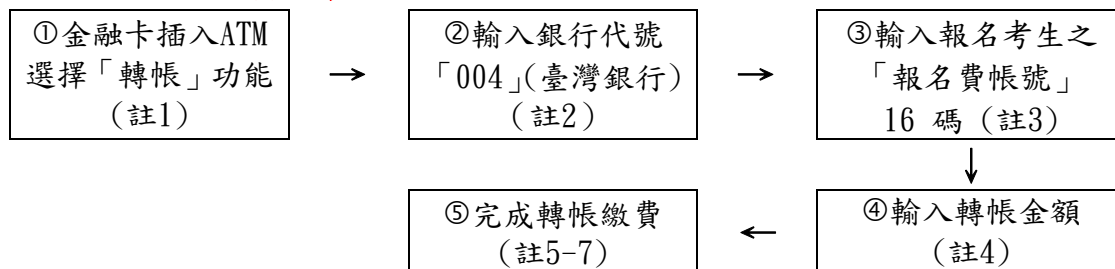 ①金融卡插入ATM
選擇「轉帳」功能
(註1)
→
②輸入銀行代號
「004」(臺灣銀行)
(註2)
→
③輸入報名考生之
「報名費帳號」
16 碼 (註3)
↓
④輸入轉帳金額
(註4)
←
⑤完成轉帳繳費
(註5-7)